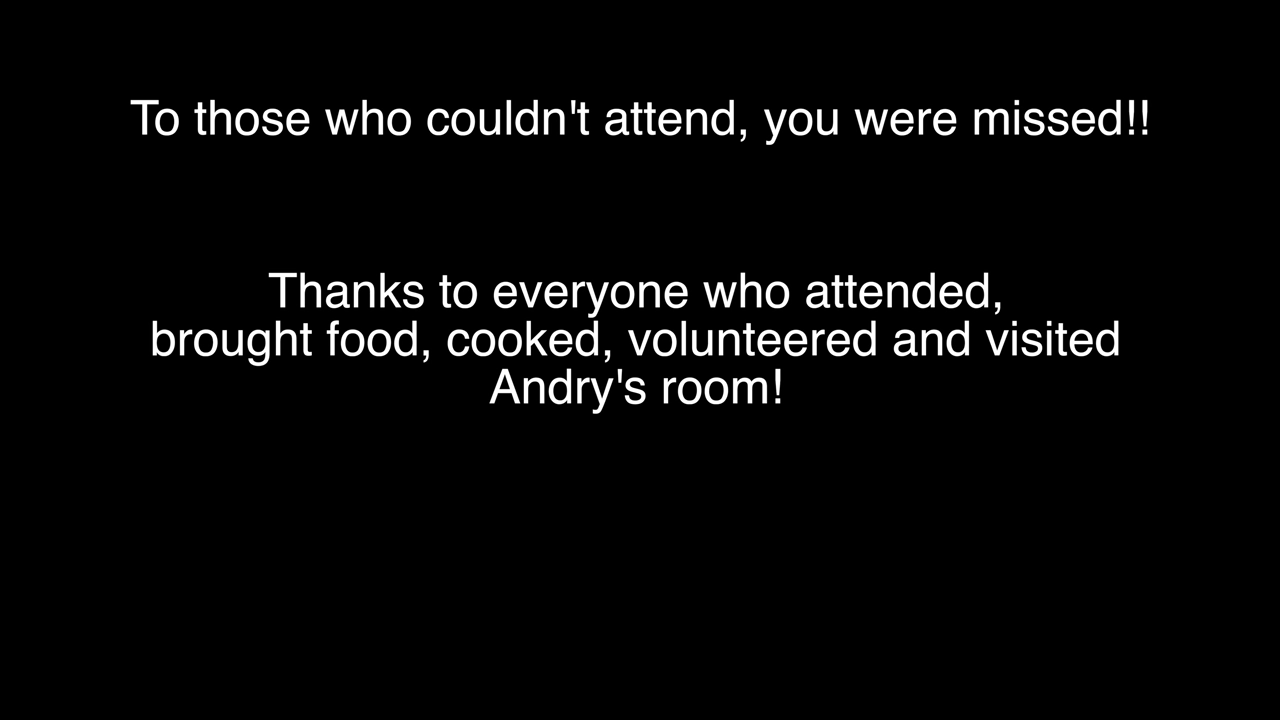 To those who couldn't attend, you were missed!!
Thanks to everyone who attended,
brought food, cooked, volunteered and visited
Andry's room!